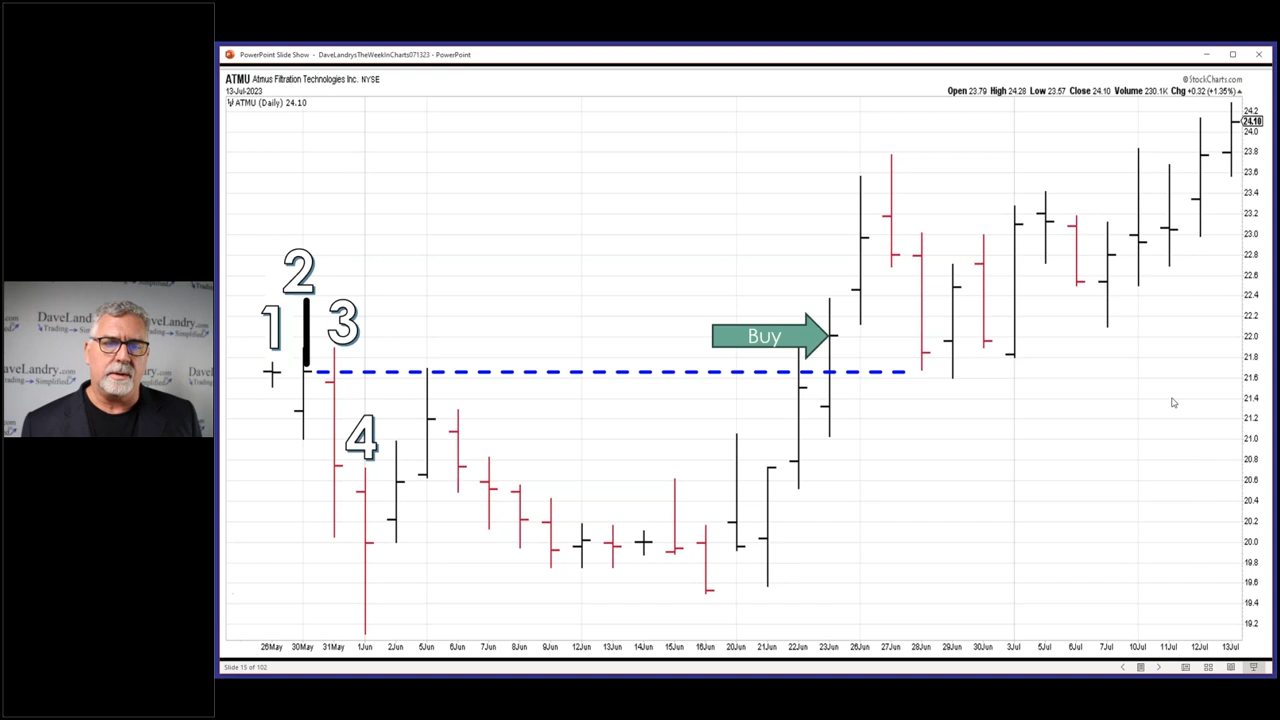 PowerPoint Slide Show - DaveLandrysTheWeekInCharts071323 - PowerPoint
ATMU Atmus Filtration Technologies Inc. NYSE
© StockCharts.com
13-Jul-2023
Open 23.79 High 24.28 Low 23.57 Close 24.10 Volume 230.1K Chg +0.32 (+1.35%)
ATMU (Daily) 24.10
24.2
24.10
24.0
23.8
23.6
23.4
23.2
23.0
22.8
22.6
22.4
22.2
22.0
21.8
21.6
21.4
21.2
21.0
20.8
20.6
20.4
20.2
20.0
19.8
19.6
19.4
19.2
1
2
3
4
Buy
DaveLand
Trading - Simplified
DaveLandry.com
Trading Simplified
26May 30May 31May 1Jun 2Jun 5Jun 6Jun 7Jun 8Jun 9Jun 12Jun 13Jun 14Jun 15Jun 16Jun 20Jun 21Jun 22Jun 23Jun 26Jun 27Jun 28Jun 29Jun 30Jun 3Jul 5Jul 6Jul 7Jul 10Jul 11Jul 12Jul 13Jul
Slide 15 of 102